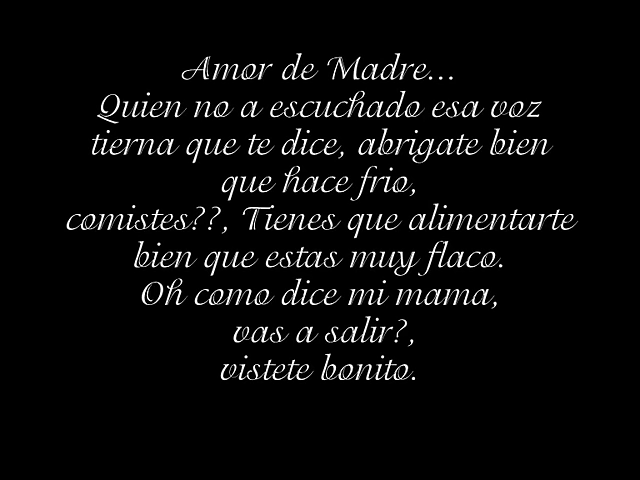 Amor de Madre...
Quien no a escuchado esa voz
tierna que te dice, abrigate bien
que hace frio,
comistes??, Tienes que alimentarte
bien que estas muy flaco.
Oh como dice mi mama,
vas a salir?,
vistete bonito.